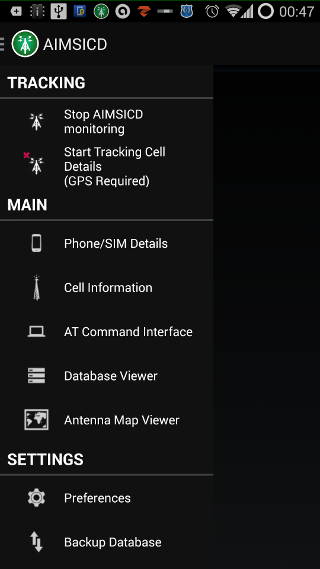 00:47
AIMSICD
TRACKING
Stop AIMSICD
monitoring
Start Tracking Cell
Details
(GPS Required)
MAIN
Phone/SIM Details
Cell Information
AT Command Interface
Database Viewer
Antenna Map Viewer
SETTINGS
Preferences
Backup Database